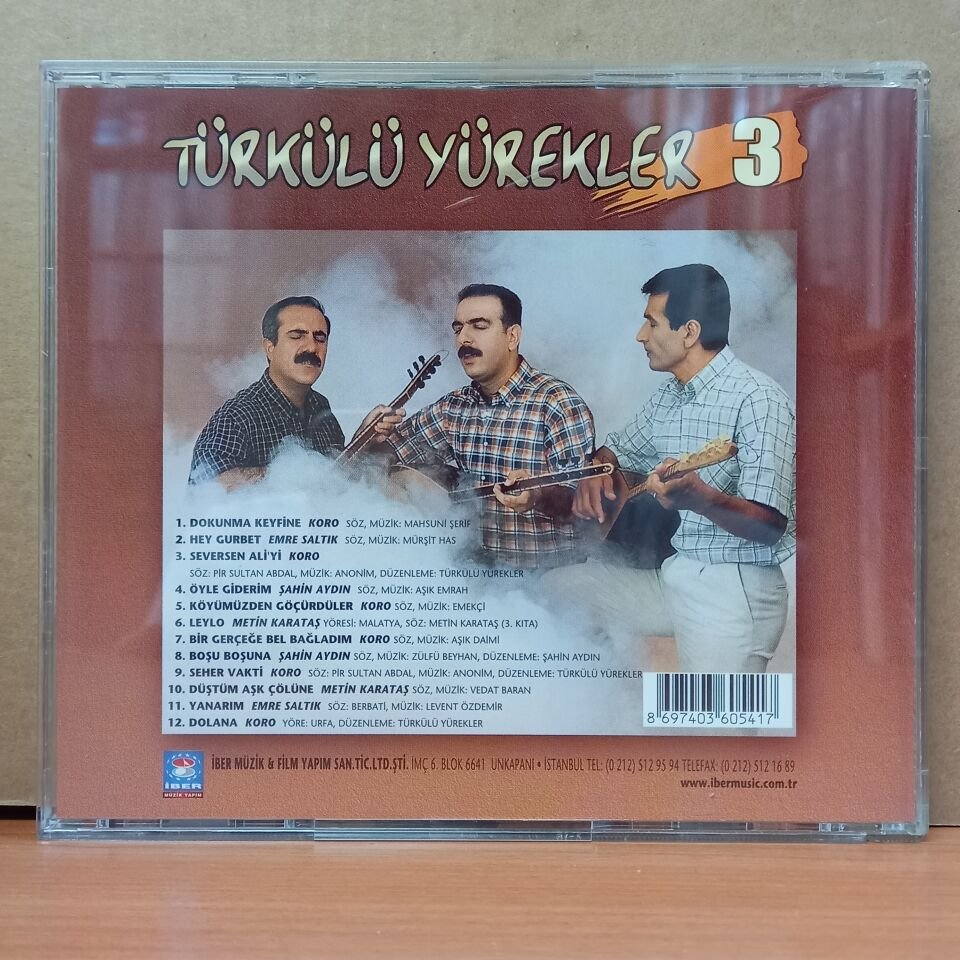 TÜRKÜLÜ YÜREKLER 3
1. DOKUNMA KEYFİNE KORO SÖZ, MÜZİK: MAHSUNİ ŞERİF
2. HEY GURBET EMRE SALTIK SÖZ, MÜZİK: MÜRŞİT HAS
3. SEVERSEN ALİ'Yİ KORO
SÖZ: PİR SULTAN ABDAL, MÜZİK: ANONİM, DÜZENLEME: TÜRKÜLÜ YÜREKLER
4. ÖYLE GİDERİM ŞAHİN AYDIN SÖZ, MÜZİK: AŞIK EMRAH
5. KÖYÜMÜZDEN GÖÇÜRDÜLER KORO SÖZ, MÜZİK: EMEKÇİ
6. LEYLO METİN KARATAŞ YÖRESİ: MALATYA, SÖZ: METİN KARATAŞ (3. KITA)
7. BİR GERÇEĞE BEL BAĞLADIM KORO SÖZ, MÜZİK: AŞIK DAİMİ
8. BOŞU BOŞUNA ŞAHİN AYDIN SÖZ, MÜZİK: ZÜLFÜ BEYHAN, DÜZENLEME: ŞAHİN AYDIN
9. SEHER VAKTİ KORO SÖZ: PİR SULTAN ABDAL, MÜZİK: ANONİM, DÜZENLEME: TÜRKÜLÜ YÜREKLER
10. DÜŞTÜM AŞK ÇÖLÜNE METİN KARATAŞ SÖZ, MÜZİK: VEDAT BARAN
11. YANARIM EMRE SALTIK SÖZ: BERBATİ, MÜZİK: LEVENT ÖZDEMİR
12. DOLANA KORO YÖRE: URFA, DÜZENLEME: TÜRKÜLÜ YÜREKLER
8 697403 605417
İBER
MÜZİK YAPIM
İBER MÜZİK & FİLM YAPIM SAN.TİC.LTD.ŞTİ. İMÇ 6. BLOK 6641 UNKAPANI • İSTANBUL TEL: (0 212) 512 95 94 TELEFAX: (0 212) 512 16 89
www.ibermusic.com.tr